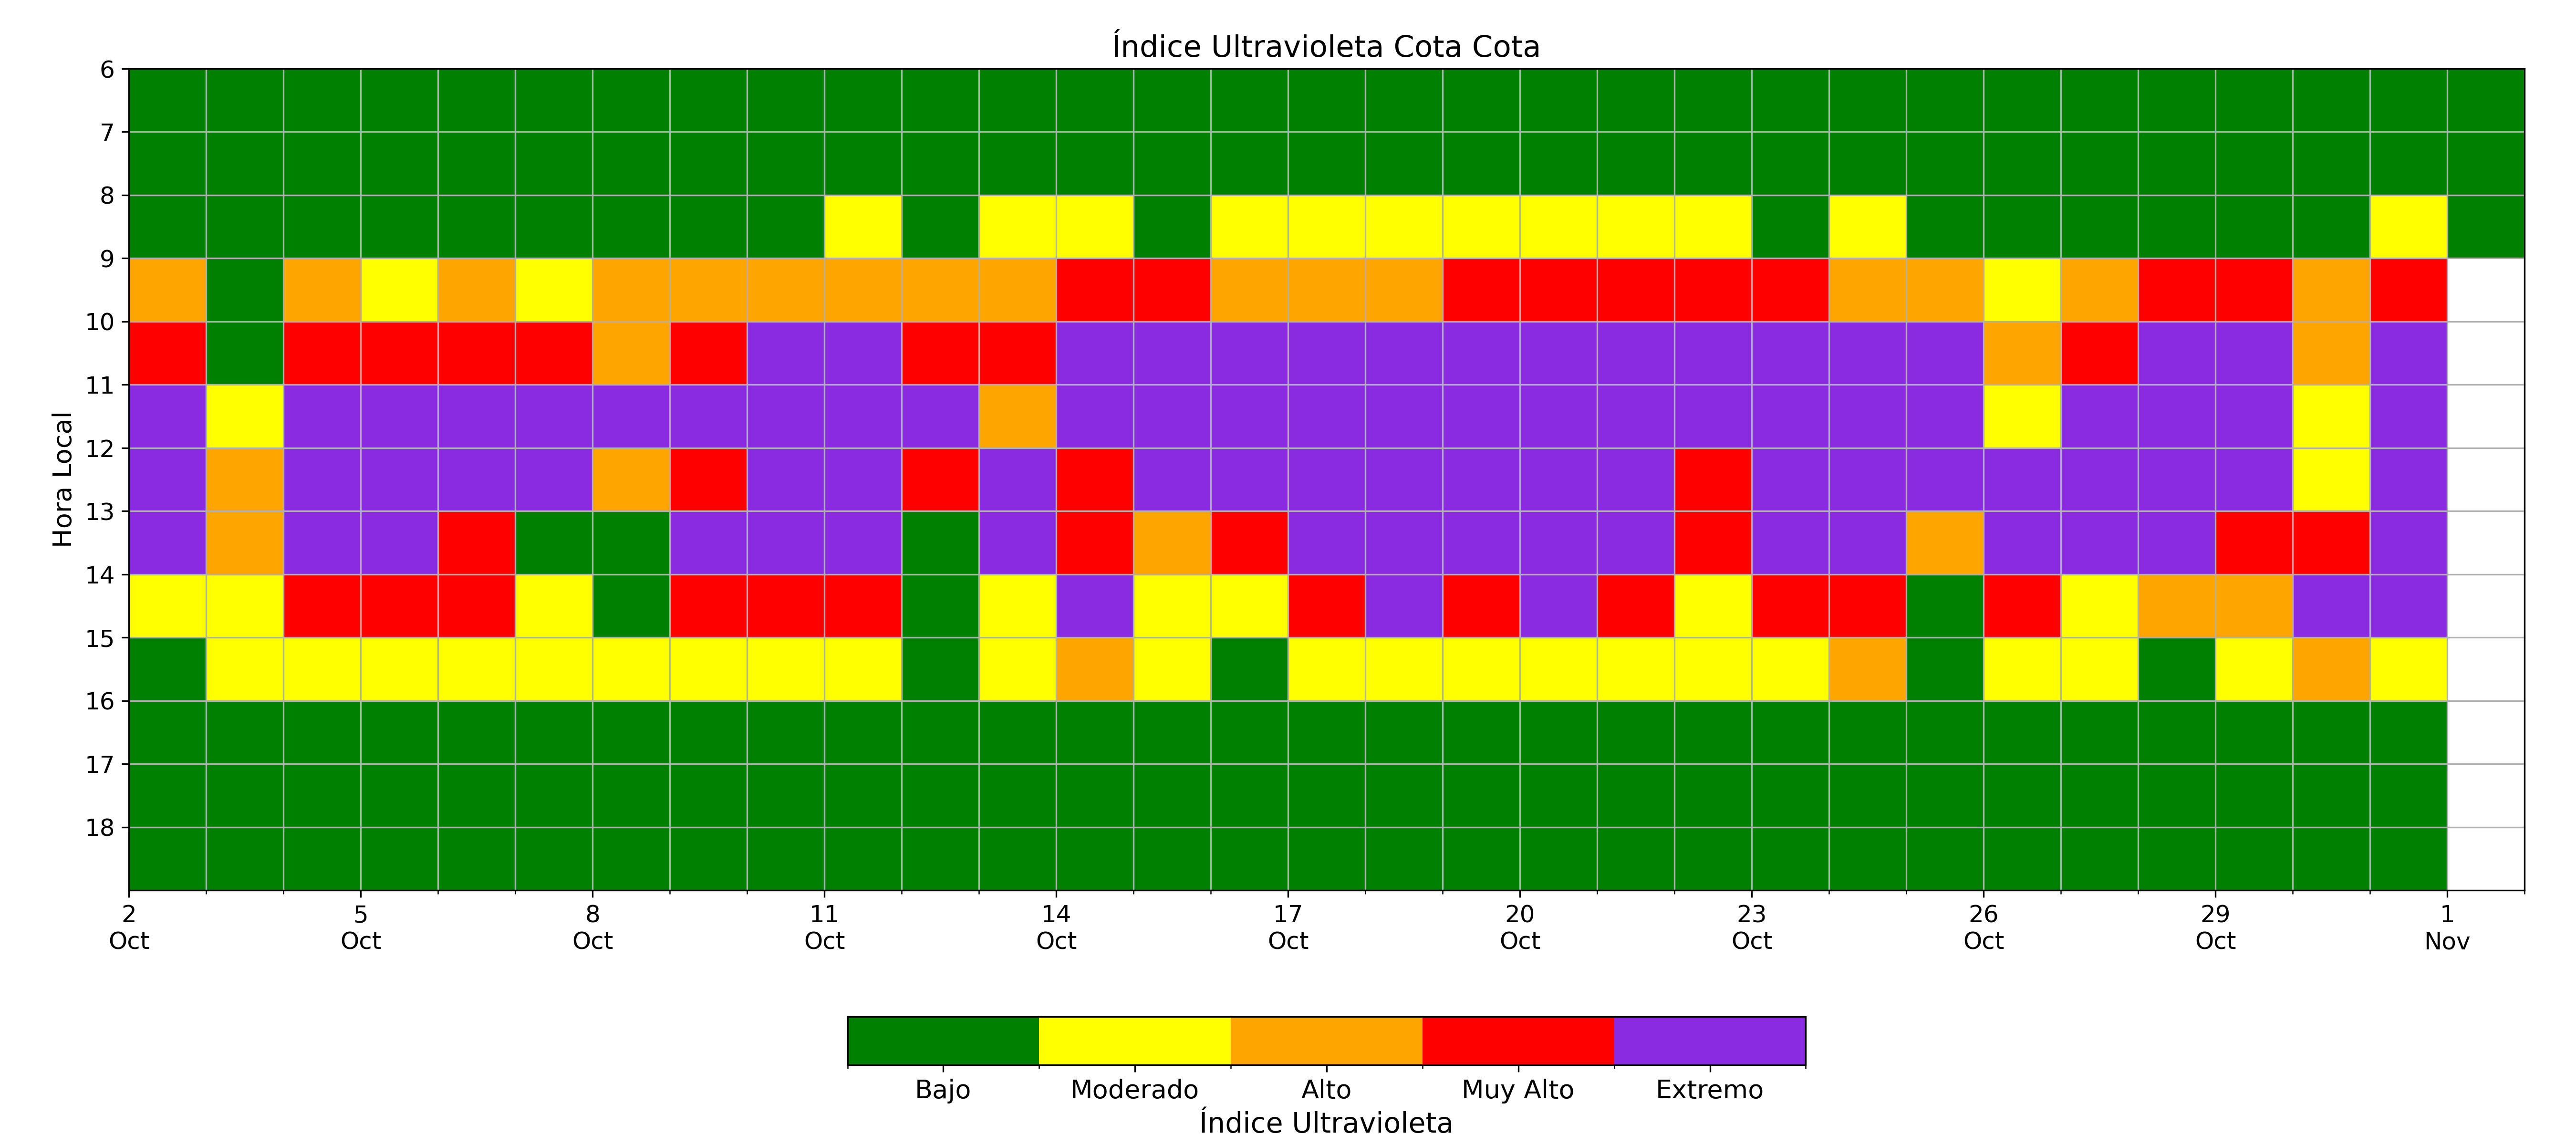 Índice Ultravioleta Cota Cota
6
7
8
9
10
11
12
13
14
15
16
17
18
Hora Local
2 5 8 11 14 17 20 23 26 29 1
Oct Oct Oct Oct Oct Oct Oct Oct Oct Oct Nov
Bajo Moderado Alto Muy Alto Extremo
Índice Ultravioleta